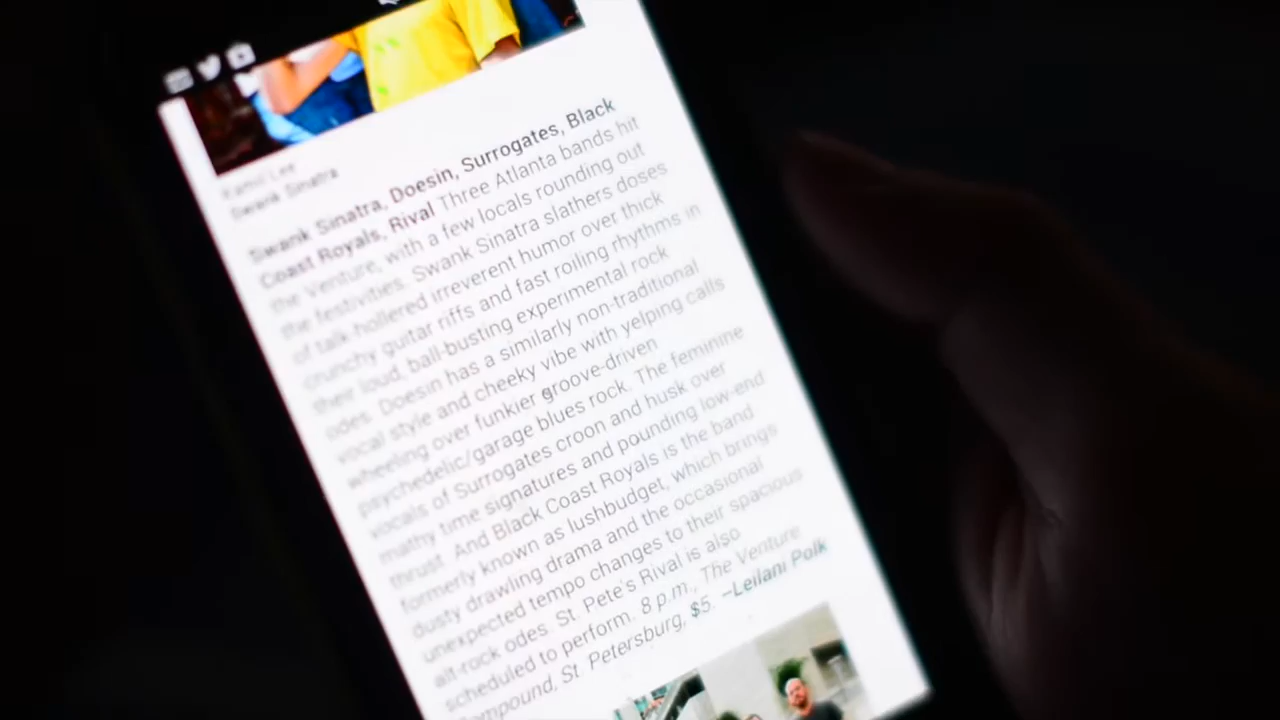 Kamil Lee
Swank Sinatra
Swank Sinatra, Doesin, Surrogates, Black
Coast Royals, Rival Three Atlanta bands hit
the Venture, with a few locals rounding out
the festivities. Swank Sinatra slathers doses
of talk-hollered irreverent humor over thick
crunchy guitar riffs and fast roiling rhythms in
their loud, ball-busting experimental rock
odes. Doesin has a similarly non-traditional
vocal style and cheeky vibe with yelping calls
wheeling over funkier groove-driven
psychedelic/garage blues rock. The feminine
vocals of Surrogates croon and husk over
mathy time signatures and pounding low-end
thrust. And Black Coast Royals is the band
formerly known as lushbudget, which brings
dusty drawling drama and the occasional
unexpected tempo changes to their spacious
alt-rock odes. St. Pete's Rival is also
scheduled to perform. 8 p.m., The Venture
Compound, St. Petersburg, $5. –Leilani Polk